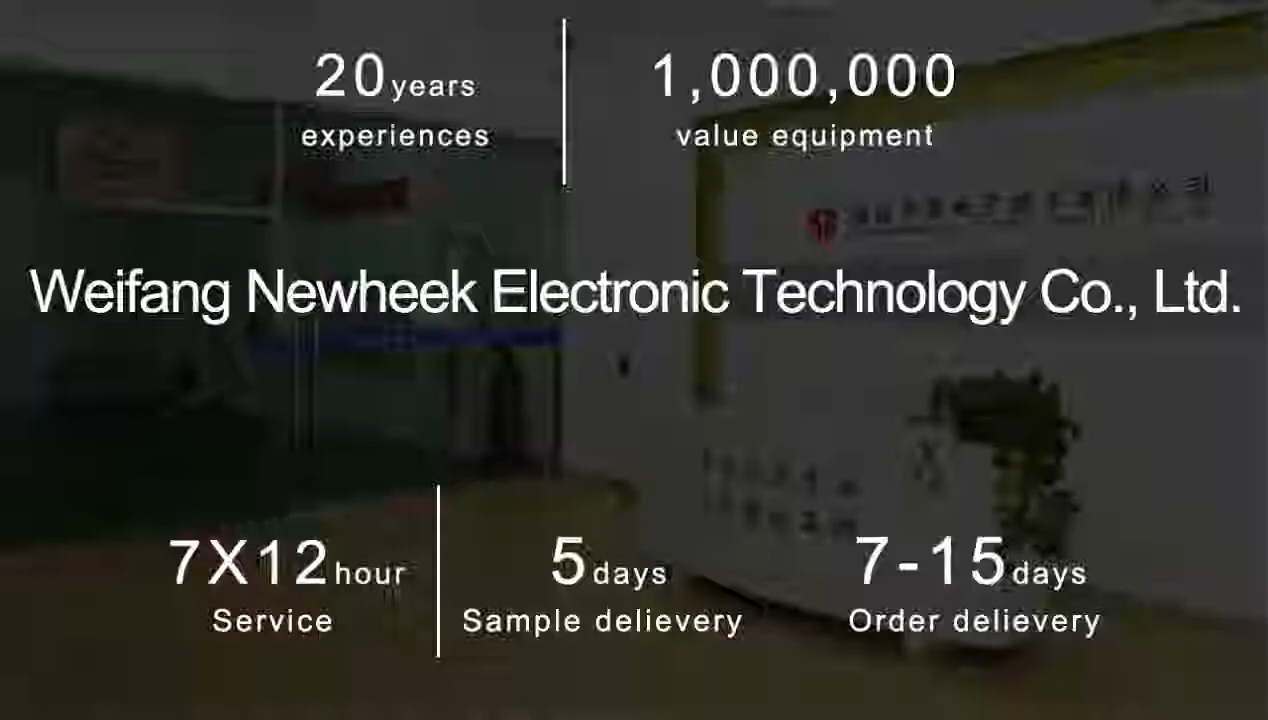 20years
experiences
1,000,000
value equipment
Weifang Newheek Electronic Technology Co., Ltd.
7X12hour
Service
5days
Sample delievery
7-15days
Order delievery